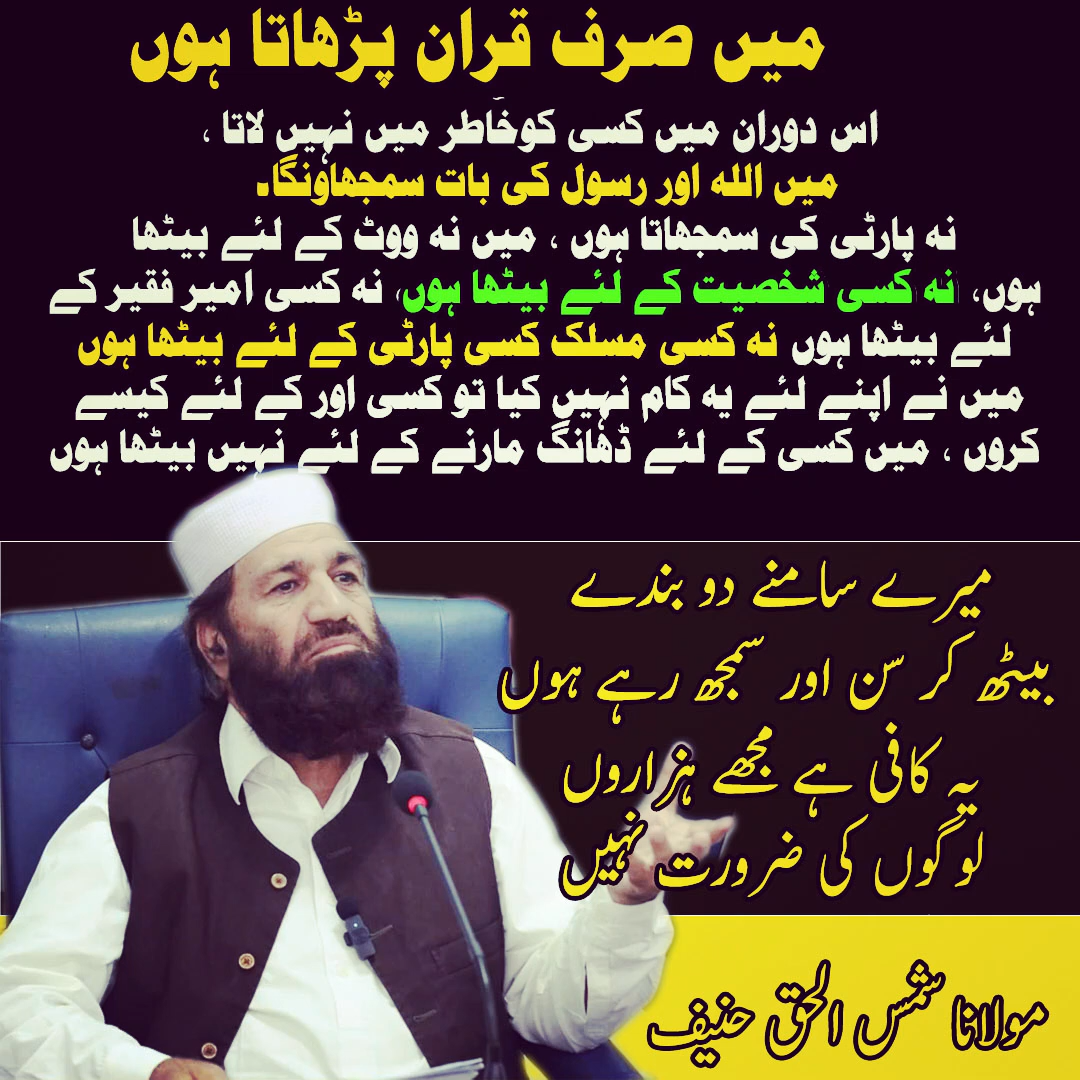 میں صرف قران پڑھاتا ہوں
اس دوران میں کسی کو خاطر میں نہیں لاتا ،
میں اللہ اور رسول کی بات سمجھاونگا۔
نہ پارٹی کی سمجھاتا ہوں ، میں نہ ووٹ کے لئے بیٹھا
ہوں، نہ کسی شخصیت کے لئے بیٹھا ہوں، نہ کسی امیر فقیر کے
لئے بیٹھا ہوں نہ کسی مسلک کسی پارٹی کے لئے بیٹھا ہوں
میں نے اپنے لئے یہ کام نہیں کیا تو کسی اور کے لئے کیسے
کروں ، میں کسی کے لئے ڈھانگ مارنے کے لئے نہیں بیٹھا ہوں
میرے سامنے دو بندے
بیٹھ کر سن اور سمجھ رہے ہوں
یہ کافی ہے مجھے ہزاروں
لوگوں کی ضرورت نہیں
مولانا شمس الحق حنیف